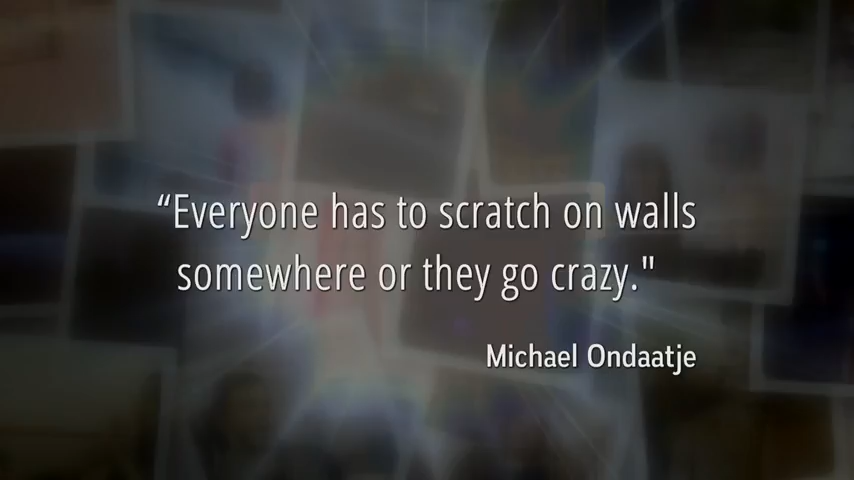 “Everyone has to scratch on walls
somewhere or they go crazy."
Michael Ondaatje